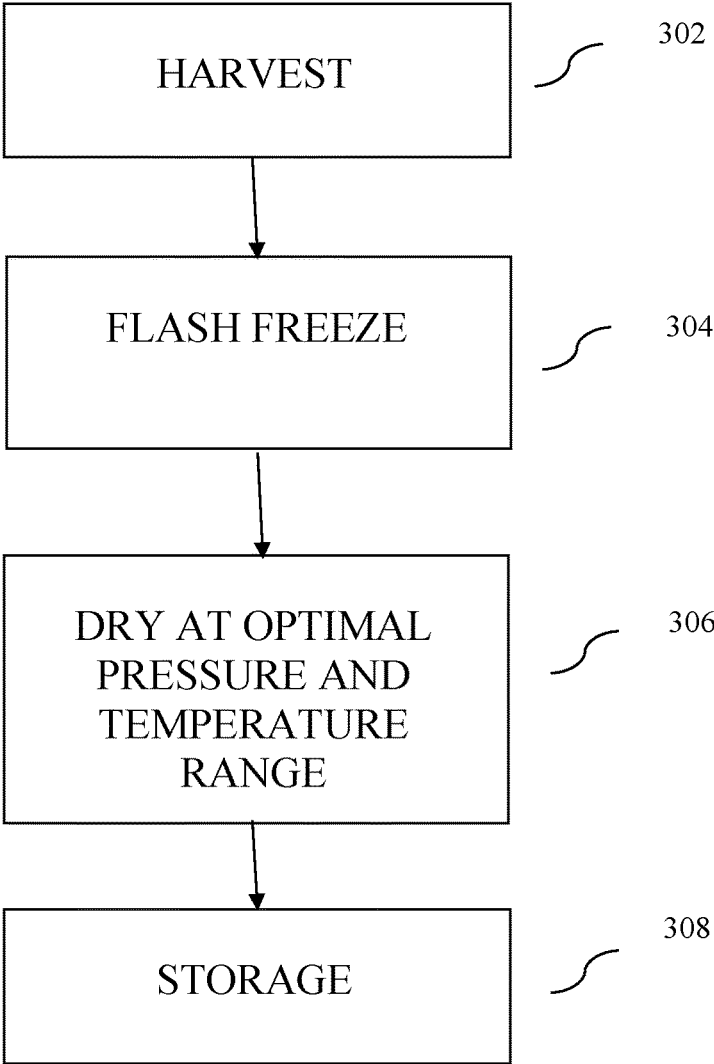 HARVEST
302
FLASH FREEZE
304
DRY AT OPTIMAL
PRESSURE AND
TEMPERATURE
RANGE
306
STORAGE
308